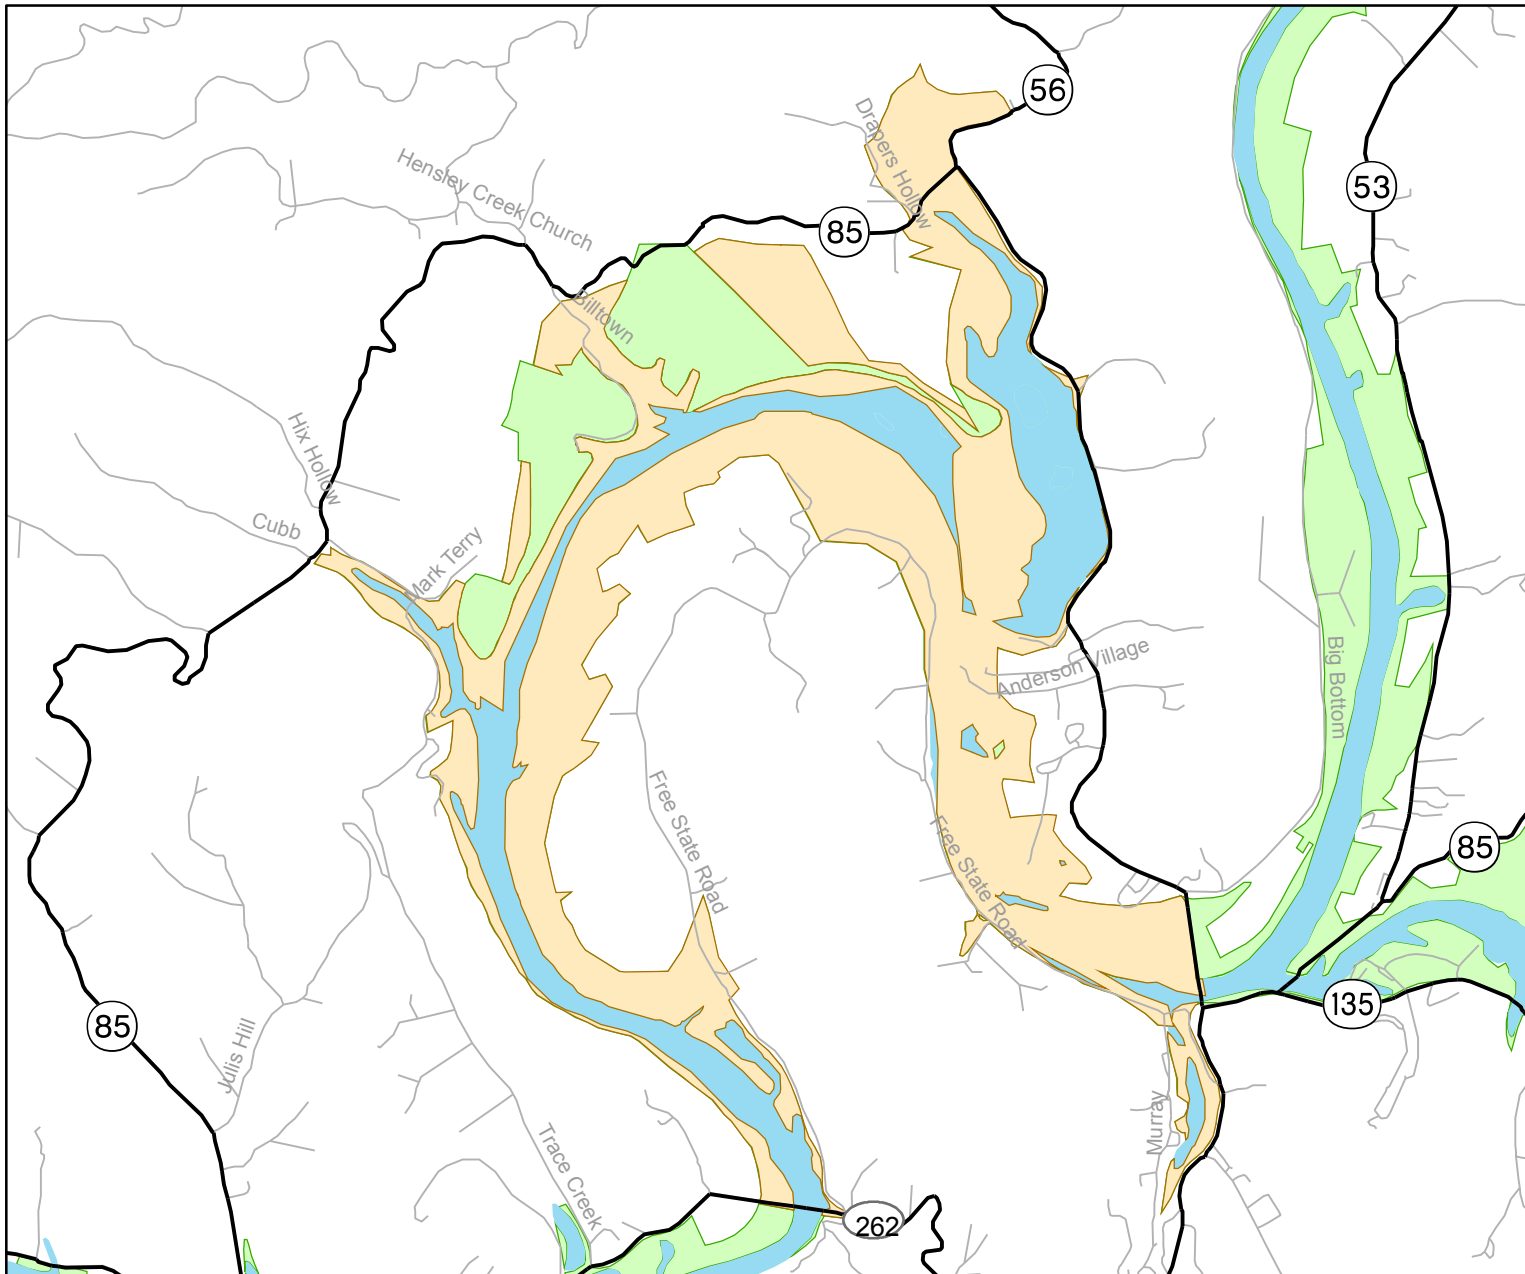 56
Drapers Hollow
53
Hensley Creek Church
85
Billtown
Hix Hollow
Cubb
Mark Terry
Anderson Village
Big Bottom
Free State Road
Free State Road
85
135
85
Julis Hill
Murray
Trace Creek
262